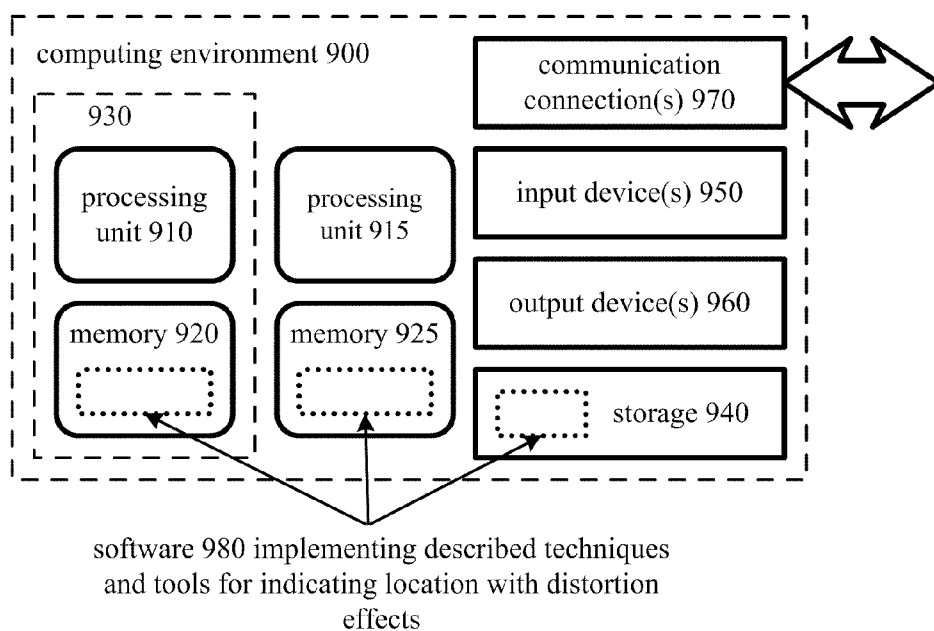 computing environment 900
communication
connection(s) 970
930
processing
unit 910
processing
unit 915
input device(s) 950
output device(s) 960
memory 920
memory 925
storage 940
software 980 implementing described techniques
and tools for indicating location with distortion
effects